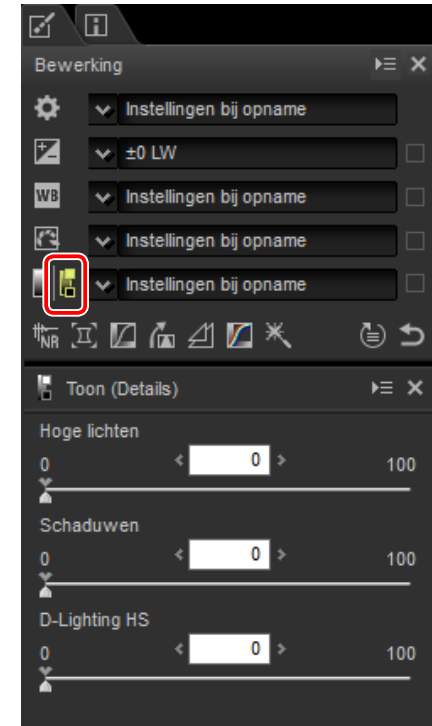 Bewerking
Instellingen bij opname
±0 LW
WB Instellingen bij opname
Instellingen bij opname
Instellingen bij opname
NR
Toon (Details)
Hoge lichten
0 0 100
Schaduwen
0 0 100
D-Lighting HS
0 0 100